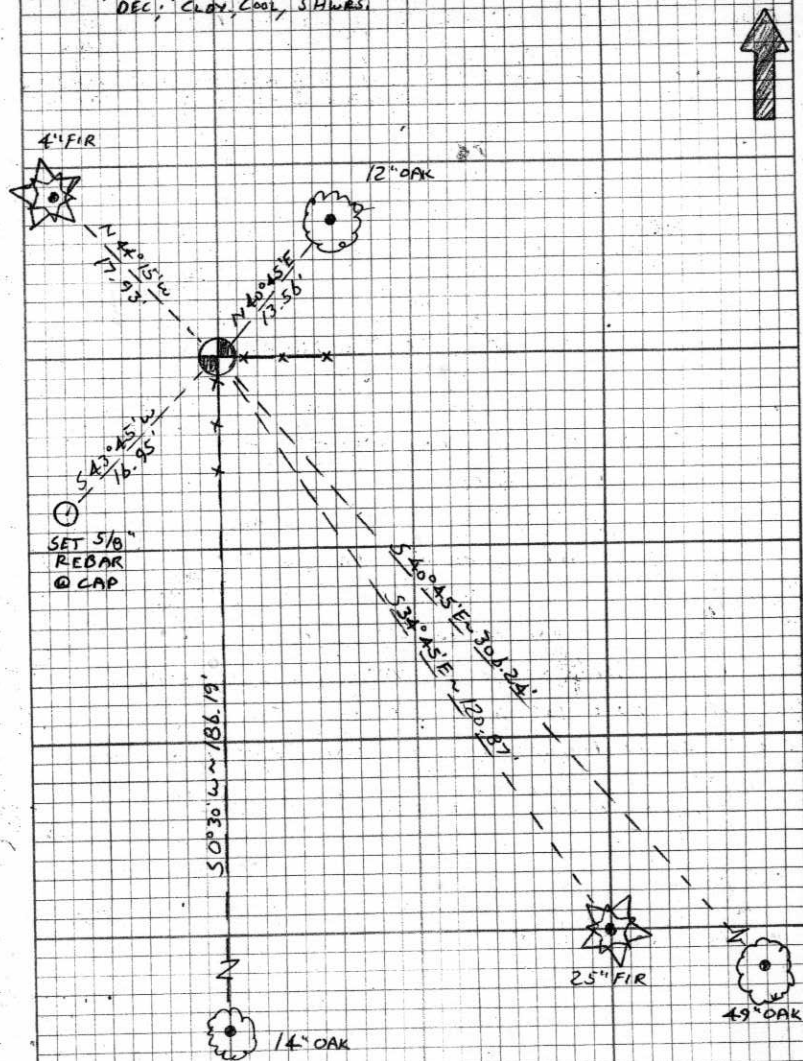 DEC; CLDY, COOL, SHWRS.
4" FIR
12" OAK
N 44°15' W
17.93'
N 40°45' E
13.56'
S 43°45' W
16.95'
SET 5/8"
REBAR
@ CAP
S 40°45' E ~ 306.24'
S 34°45' E ~ 120.87'
S 0°30' W ~ 186.19'
25" FIR
49" OAK
14" OAK